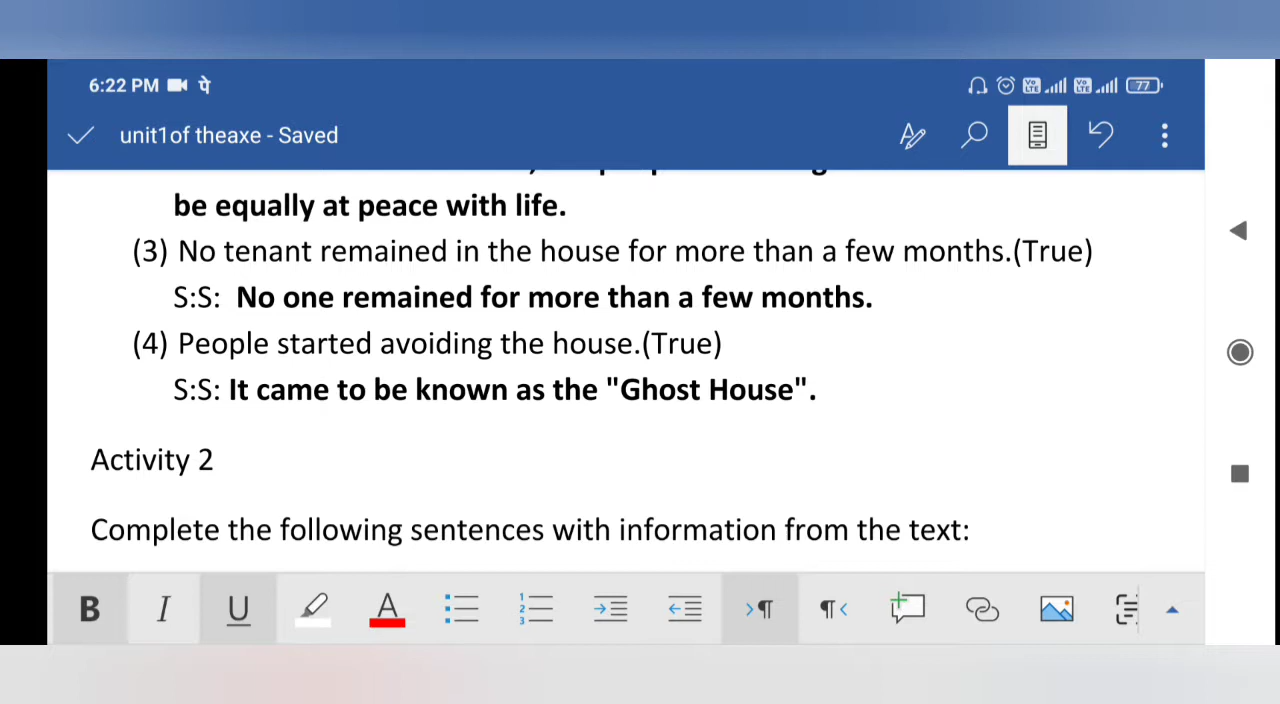 6:22 PM पे 77
unit1of theaxe - Saved
be equally at peace with life.
(3) No tenant remained in the house for more than a few months.(True)
S:S: No one remained for more than a few months.
(4) People started avoiding the house.(True)
S:S: It came to be known as the "Ghost House".
Activity 2
Complete the following sentences with information from the text:
B I U A